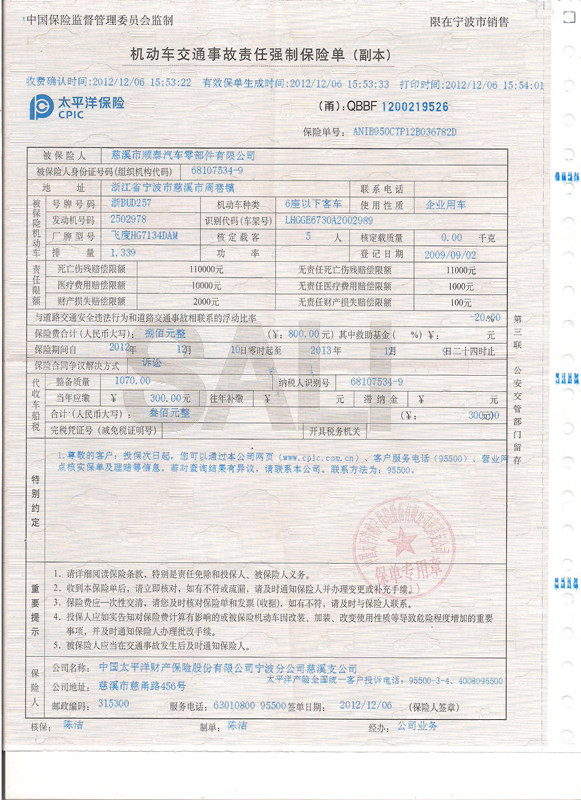 中国保险监督管理委员会监制 限在宁波市销售
机动车交通事故责任强制保险单 (副本)
收费确认时间:2012/12/06 15:53:22 有效保单生成时间:2012/12/06 15:53:33 打印时间:2012/12/06 15:54:01
太平洋保险
CPIC
(甬):QBBF 1200219526
保险单号: ANIB950CTP12B036782D
被保险人 慈溪市顺泰汽车零部件有限公司
被保险人身份证号码(组织机构代码) 68107534-9
地 址 浙江省宁波市慈溪市周巷镇 联系电话
被保险机动车
号牌号码 浙BUD257 机动车种类 6座以下客车 使用性质 企业用车
发动机号码 2502978 识别代码(车架号) LHGGE6730A2002989
厂牌型号 飞度HG7134DAM 核定载客 5 人 核定载质量 0.00 千克
排 量 1.339 功 率 登记日期 2009/09/02
责任限额
死亡伤残赔偿限额 110000元 无责任死亡伤残赔偿限额 11000元
医疗费用赔偿限额 10000元 无责任医疗费用赔偿限额 1000元
财产损失赔偿限额 2000元 无责任财产损失赔偿限额 100元
与道路交通安全违法行为和道路交通事故相联系的浮动比率 -20.%
保险费合计(人民币大写): 捌佰元整 (¥: 800.00 元) 其中救助基金( %)¥: 元
保险期间自 2012年 12月 10日零时起至 2013 年 12月 9日二十四时止
保险合同争议解决方式 诉讼
代收车船税
整备质量 1070.00 纳税人识别号 68107534-9
当年应缴 ¥ 300.00元 往年补缴 ¥ 元 滞纳金 ¥ 元
合计(人民币大写): 叁佰元整 (¥: 300.00元)
完税凭证号(减免税证明号) 开具税务机关
特别约定
1.尊敬的客户:投保次日起,您可以通过本公司网页(www.cpic.com.cn)、客户服务电话(95500)、营业网
点核实保单及理赔等信息。若对查询结果有异议,请联系本公司。联系方法为:95500。
保单专用章
重要提示
1. 请详细阅读保险条款,特别是责任免除和投保人、被保险人义务。
2. 收到本保险单后,请立即核对,如有不符或疏漏,请及时通知保险人并办理变更或补充手续。
3. 保险费应一次性交清,请您及时核对保险单和发票(收据),如有不符,请及时与保险人联系。
4. 投保人应如实告知对保险费计算有影响的或被保险机动车因改装、加装、改变使用性质等导致危险程度增加的重要
事项,并及时通知保险人办理批改手续。
5. 被保险人应当在交通事故发生后及时通知保险人。
保险人
公司名称: 中国太平洋财产保险股份有限公司宁波分公司慈溪支公司
太平洋产险全国统一客户投诉电话:95500-3-4、4008095500
公司地址: 慈溪市慈甬路456号
邮政编码: 315300 服务电话: 63010800 95500 签单日期: 2012/12/06 (保险人签章)
核保: 陈洁 制单: 陈洁 经办: 公司业务
第三联 公安交管部门留存
SALI